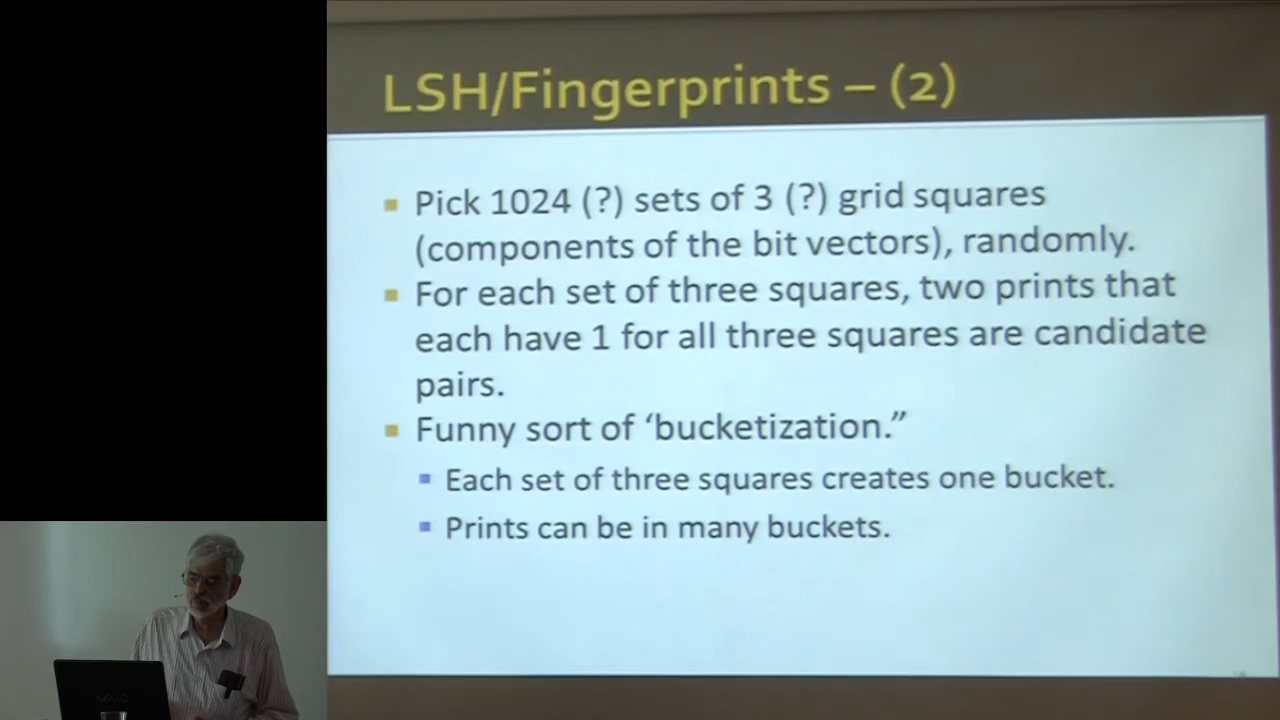 LSH/Fingerprints – (2)
Pick 1024 (?) sets of 3 (?) grid squares
(components of the bit vectors), randomly.
For each set of three squares, two prints that
each have 1 for all three squares are candidate
pairs.
Funny sort of ‘bucketization.”
Each set of three squares creates one bucket.
Prints can be in many buckets.
VAIO